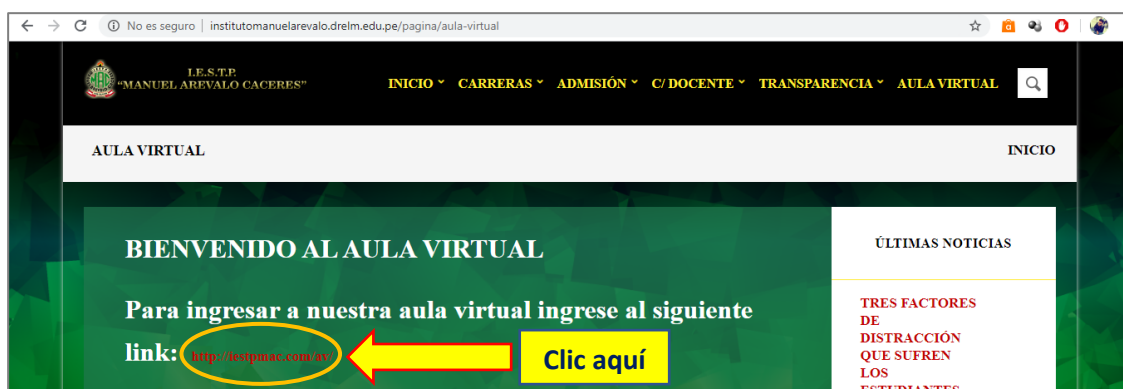 No es seguro | institutomanuelarevalo.drelm.edu.pe/pagina/aula-virtual
I.E.S.T.P.
"MANUEL AREVALO CACERES"
INICIO CARRERAS ADMISIÓN C/ DOCENTE TRANSPARENCIA AULA VIRTUAL
AULA VIRTUAL
INICIO
BIENVENIDO AL AULA VIRTUAL
Para ingresar a nuestra aula virtual ingrese al siguiente
link: http://iestpmac.com/av/
Clic aquí
ÚLTIMAS NOTICIAS
TRES FACTORES
DE
DISTRACCIÓN
QUE SUFREN
LOS
ESTUDIANTES